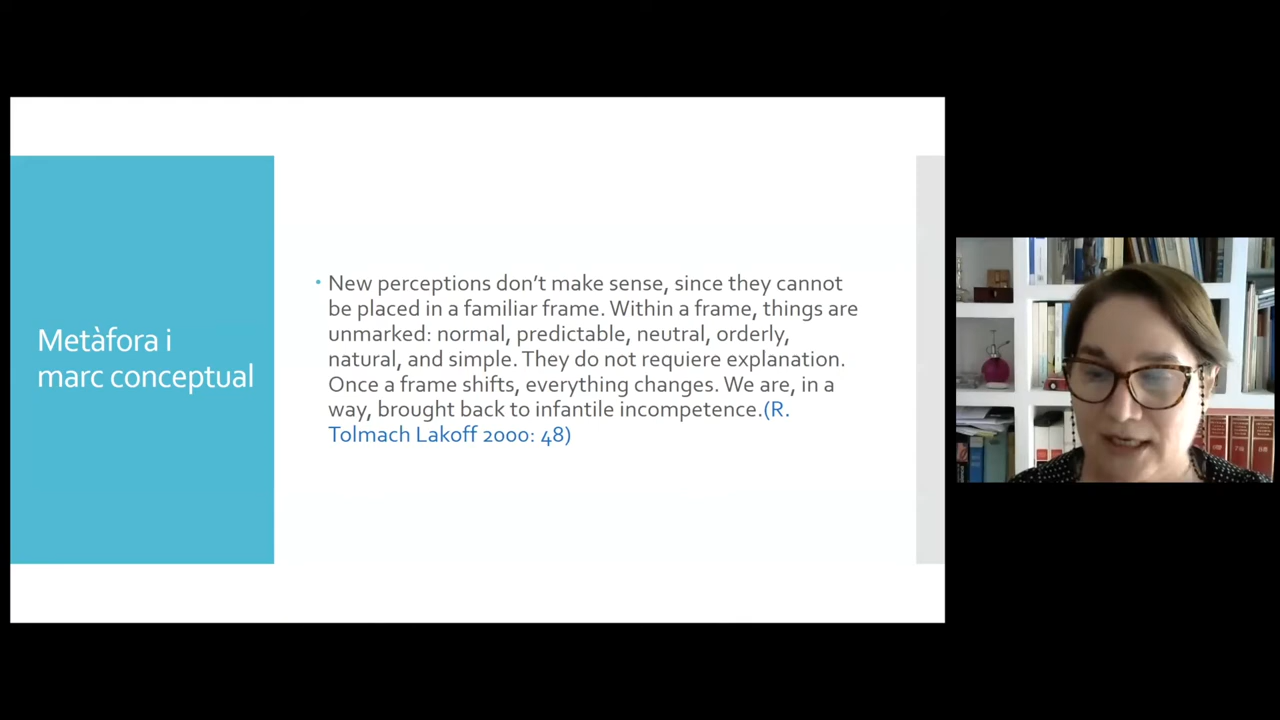 Metàfora i
marc conceptual
• New perceptions don't make sense, since they cannot
be placed in a familiar frame. Within a frame, things are
unmarked: normal, predictable, neutral, orderly,
natural, and simple. They do not requiere explanation.
Once a frame shifts, everything changes. We are, in a
way, brought back to infantile incompetence.(R.
Tolmach Lakoff 2000: 48)